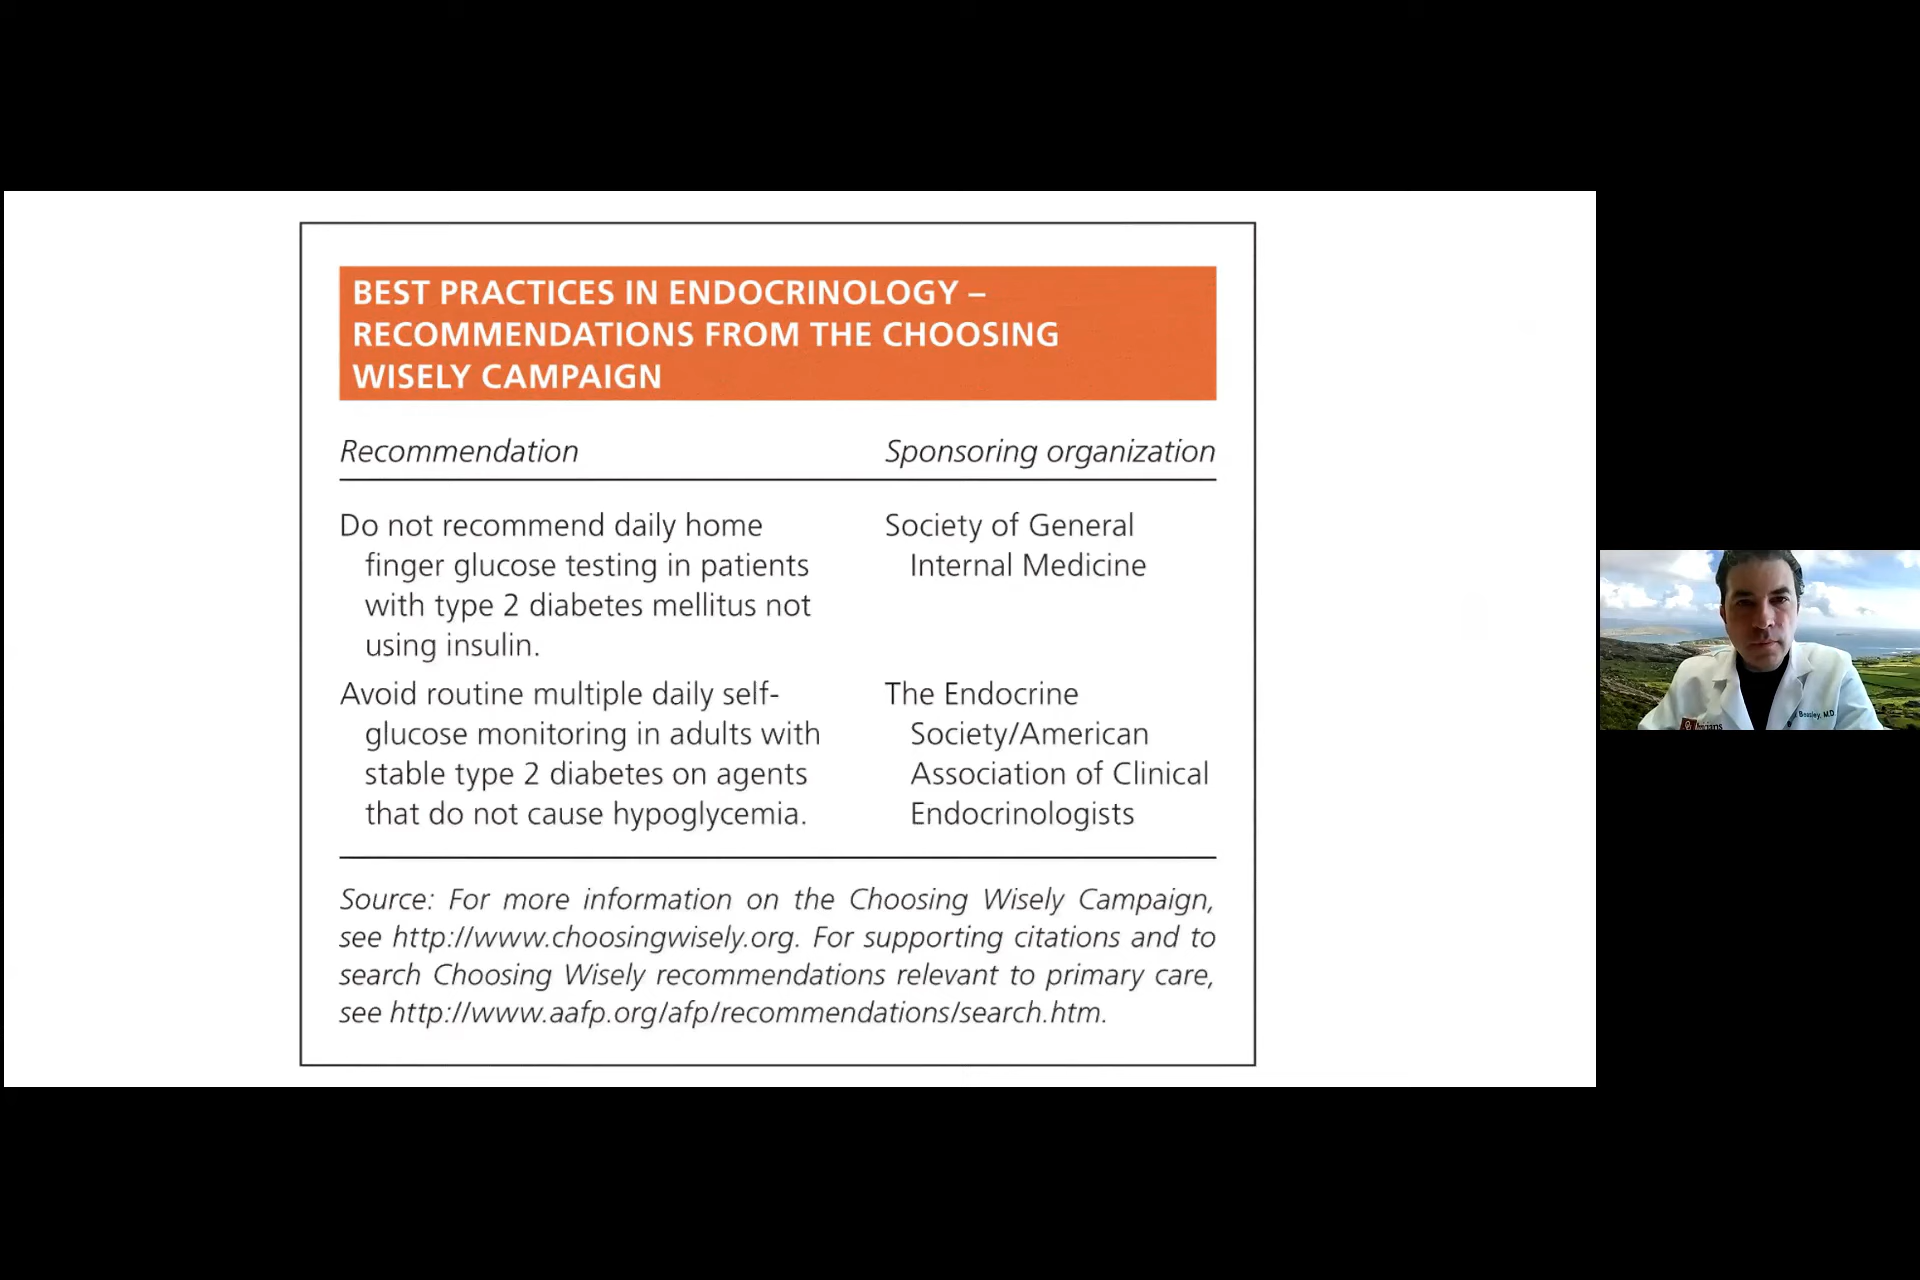 BEST PRACTICES IN ENDOCRINOLOGY –
RECOMMENDATIONS FROM THE CHOOSING
WISELY CAMPAIGN
Recommendation
Sponsoring organization
Do not recommend daily home
finger glucose testing in patients
with type 2 diabetes mellitus not
using insulin.
Society of General
Internal Medicine
Avoid routine multiple daily self-
glucose monitoring in adults with
stable type 2 diabetes on agents
that do not cause hypoglycemia.
The Endocrine
Society/American
Association of Clinical
Endocrinologists
Source: For more information on the Choosing Wisely Campaign,
see http://www.choosingwisely.org. For supporting citations and to
search Choosing Wisely recommendations relevant to primary care,
see http://www.aafp.org/afp/recommendations/search.htm.
Beasley, M.D.